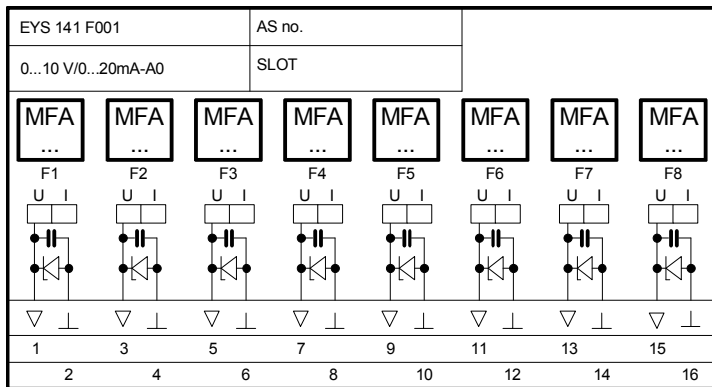 EYS 141 F001 AS no.
0...10 V/0...20mA-A0 SLOT
MFA MFA MFA MFA MFA MFA MFA MFA
... ... ... ... ... ... ... ...
F1 F2 F3 F4 F5 F6 F7 F8
U I U I U I U I U I U I U I U I
1 3 5 7 9 11 13 15
2 4 6 8 10 12 14 16